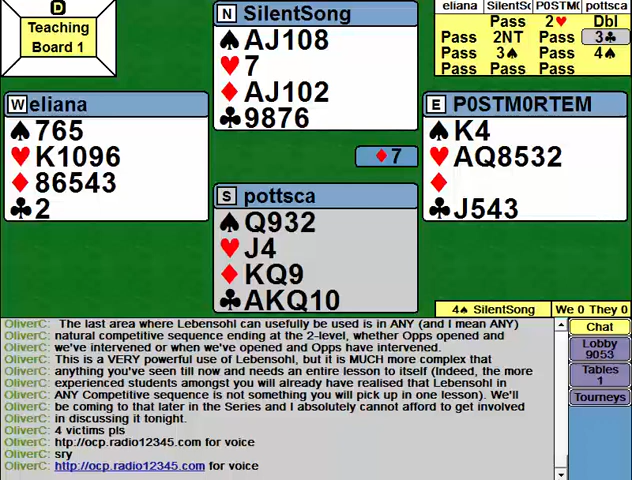 D
Teaching
Board 1
N SilentSong
♠ AJ108
♥ 7
♦ AJ102
♣ 9876
eliana SilentSo P0STM0 pottsca
Pass 2♥ Dbl
Pass 2NT Pass 3♣
Pass 3♠ Pass 4♠
Pass Pass Pass
W eliana
♠ 765
♥ K1096
♦ 86543
♣ 2
E P0STM0RTEM
♠ K4
♥ AQ8532
♦
♣ J543
♦ 7
S pottsca
♠ Q932
♥ J4
♦ KQ9
♣ AKQ10
4♠ SilentSong We 0 They 0
OliverC: The last area where Lebensohl can usefully be used is in ANY (and I mean ANY)
OliverC: natural competitive sequence ending at the 2-level, whether Opps opened and
OliverC: we've intervened or when we've opened and Opps have intervened.
OliverC: This is a VERY powerful use of Lebensohl, but it is MUCH more complex that
OliverC: anything you've seen till now and needs an entire lesson to itself (Indeed, the more
OliverC: experienced students amongst you will already have realised that Lebensohl in
OliverC: ANY Competitive sequence is not something you will pick up in one lesson). We'll
OliverC: be coming to that later in the Series and I absolutely cannot afford to get involved
OliverC: in discussing it tonight.
OliverC: 4 victims pls
OliverC: htp://ocp.radio12345.com for voice
OliverC: sry
OliverC: http://ocp.radio12345.com for voice
Chat
Lobby
9053
Tables
1
Tourneys